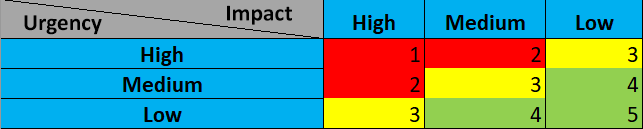 Impact
Urgency
High Medium Low
High 1 2 3
Medium 2 3 4
Low 3 4 5